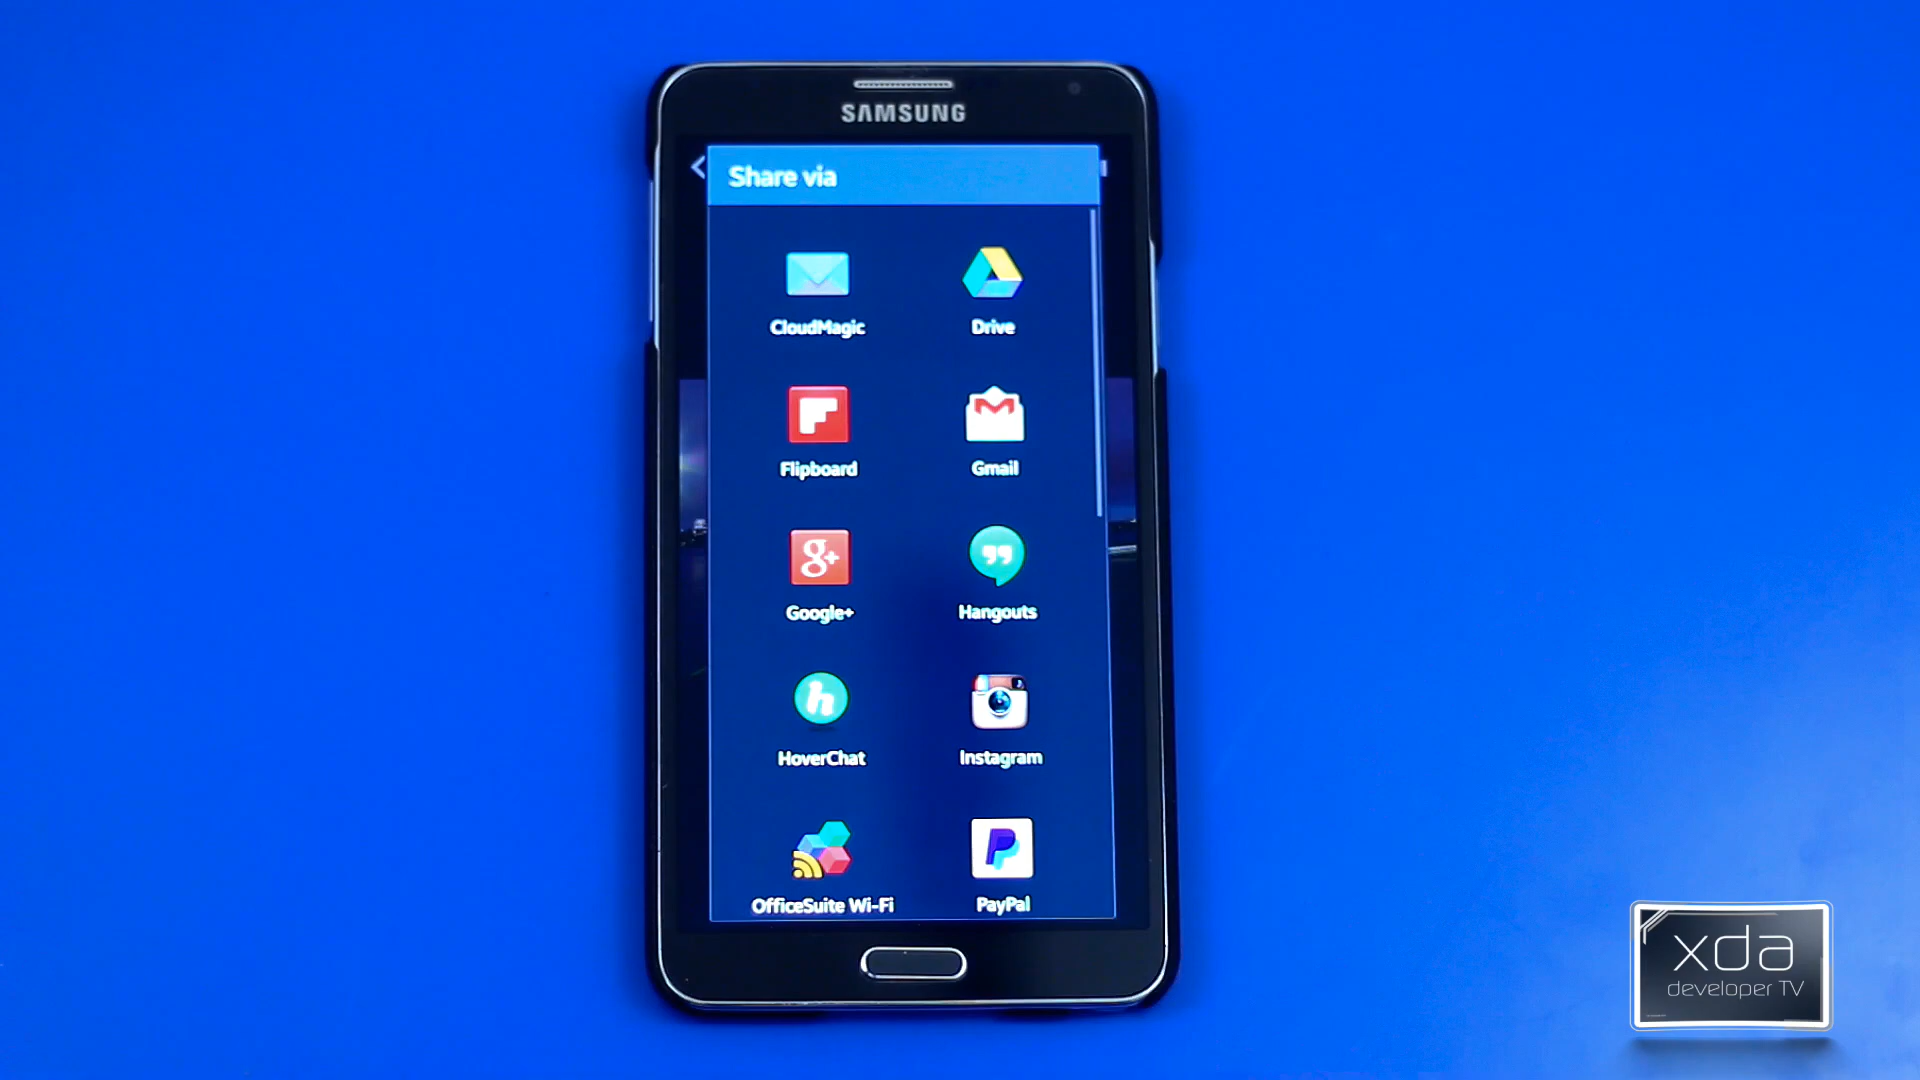 SAMSUNG
Share via
CloudMagic
Drive
Flipboard
Gmail
g+
Google+
Hangouts
h
HoverChat
Instagram
OfficeSuite Wi-Fi
PayPal
xda
developer TV